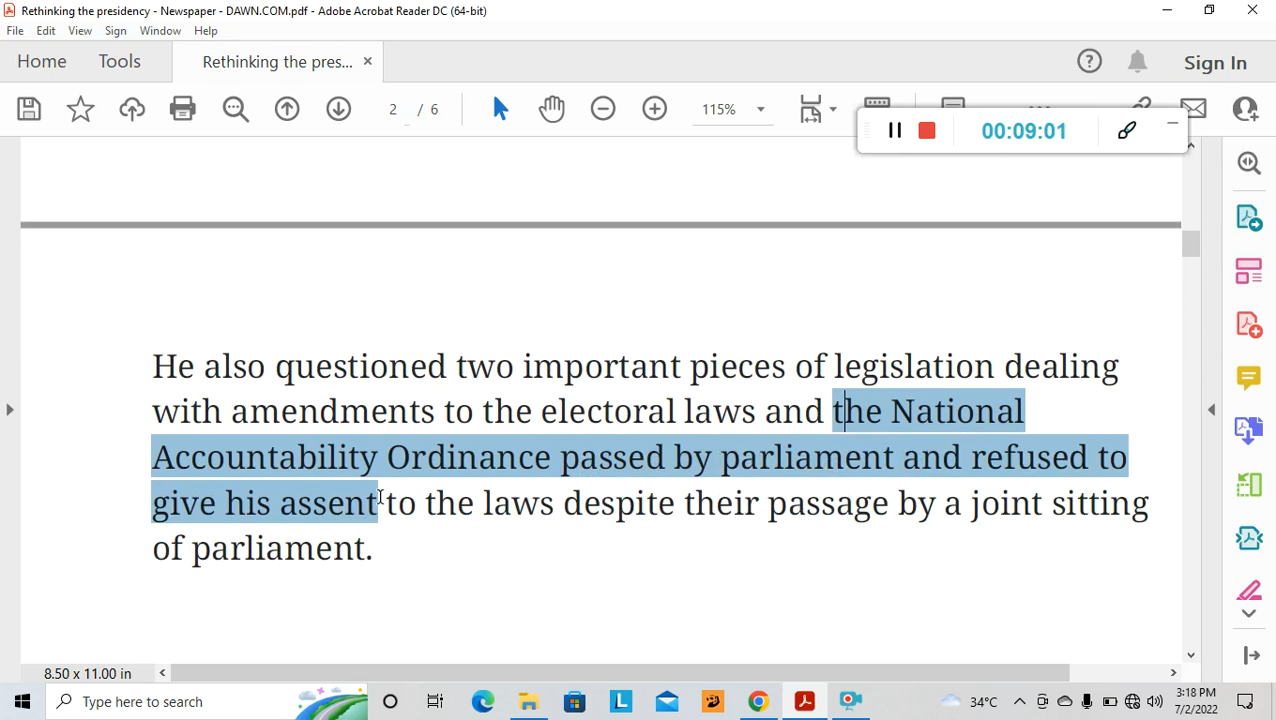 Rethinking the presidency - Newspaper - DAWN.COM.pdf - Adobe Acrobat Reader DC (64-bit)
File Edit View Sign Window Help
Home Tools Rethinking the pres... Sign In
2 / 6 115%
00:09:01
He also questioned two important pieces of legislation dealing
with amendments to the electoral laws and the National
Accountability Ordinance passed by parliament and refused to
give his assent to the laws despite their passage by a joint sitting
of parliament.
8.50 x 11.00 in
Type here to search
34°C
3:18 PM
7/2/2022